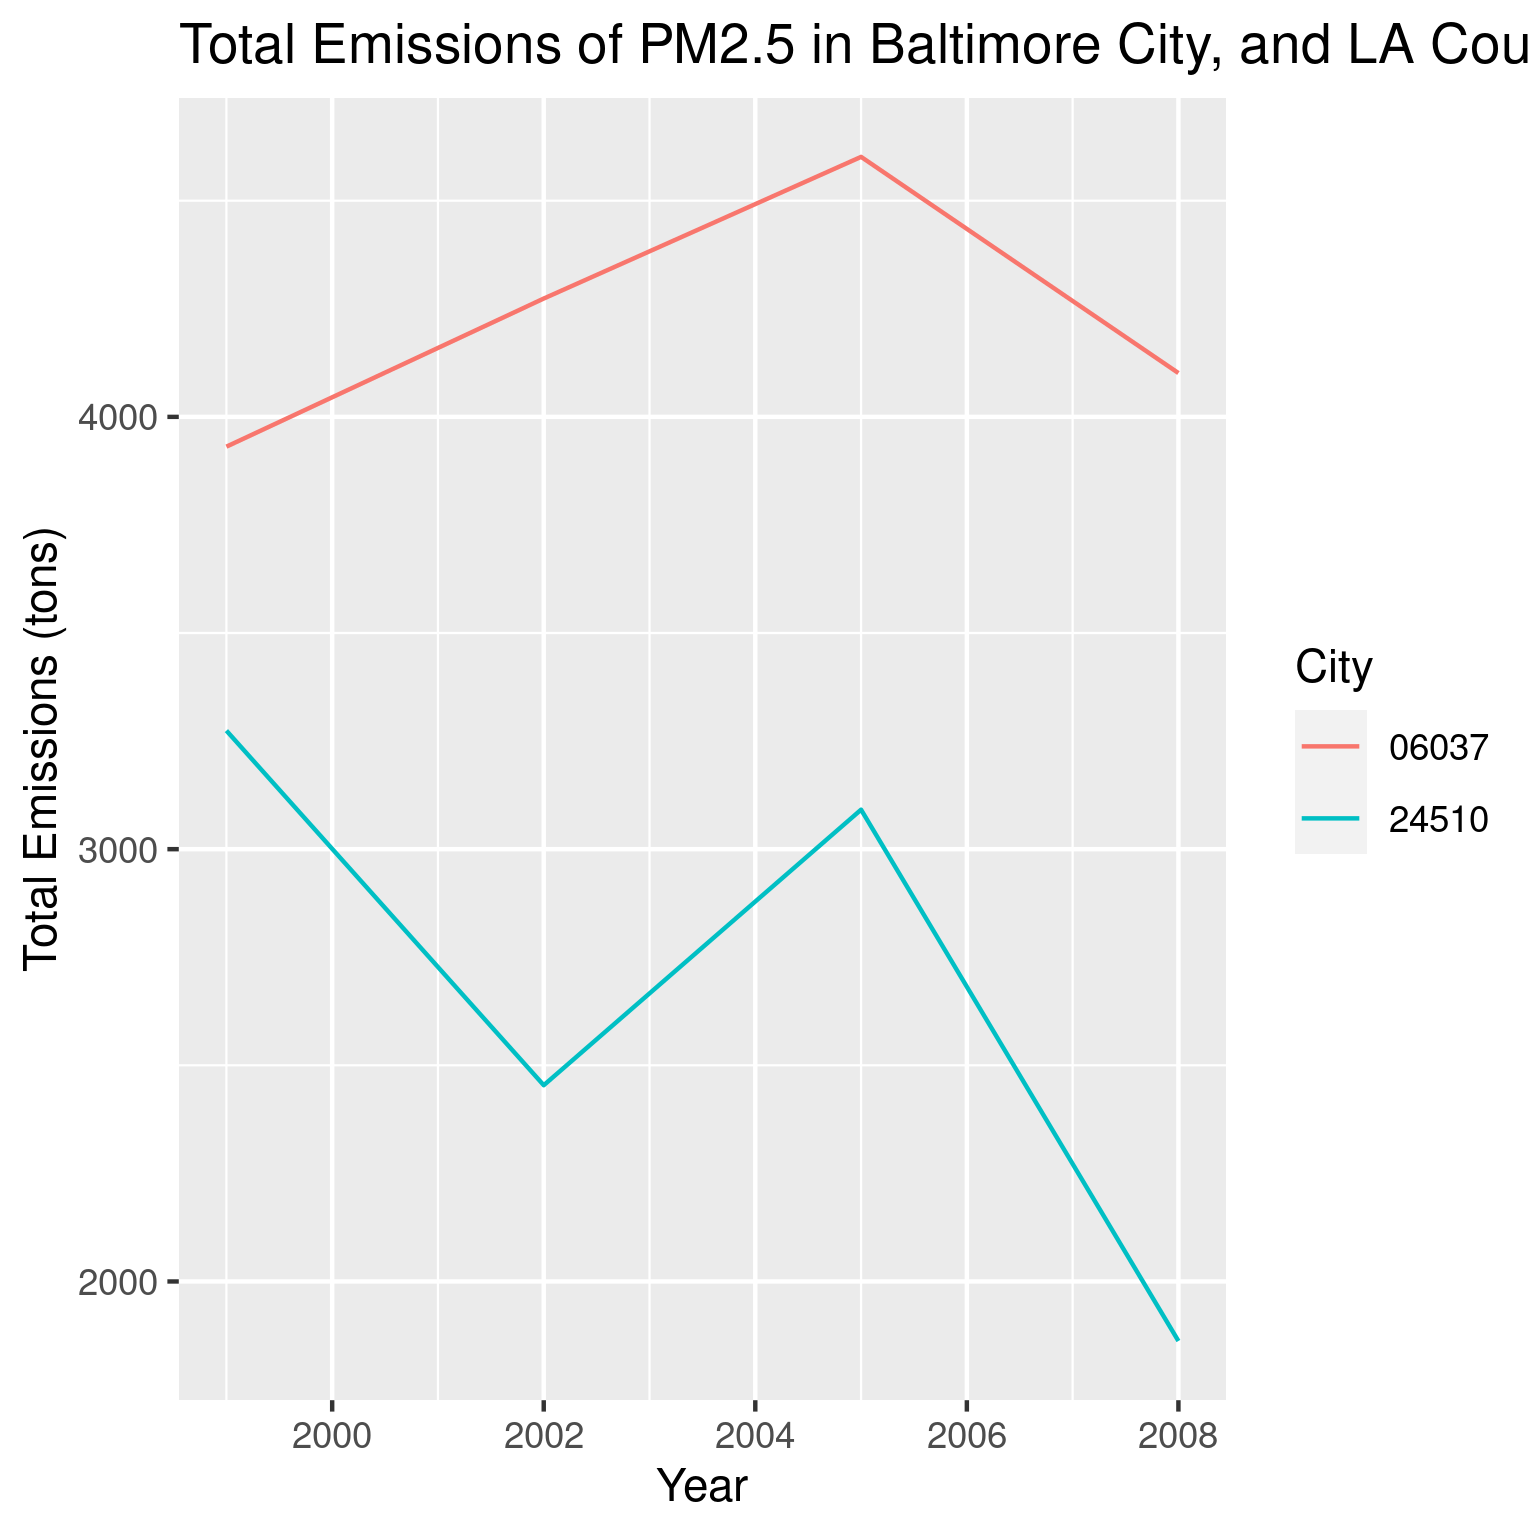 Total Emissions of PM2.5 in Baltimore City, and LA Cou
Total Emissions (tons)
4000
3000
2000
2000 2002 2004 2006 2008
Year
City
06037
24510